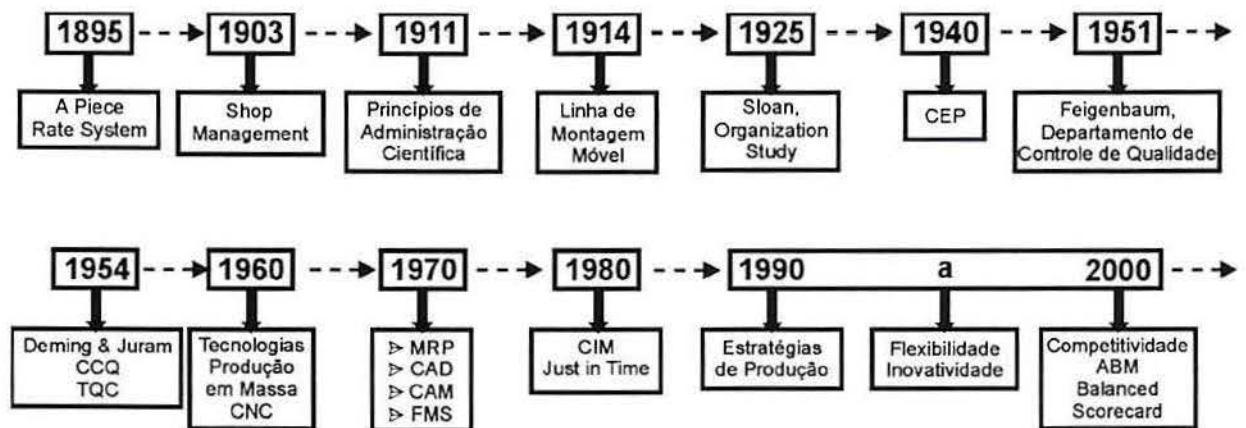 1895
1903
1911
1914
1925
1940
1951
A Piece
Rate System
Shop
Management
Princípios de
Administração
Científica
Linha de
Montagem
Móvel
Sloan,
Organization
Study
CEP
Feigenbaum,
Departamento de
Controle de Qualidade
1954
1960
1970
1980
1990 a 2000
Deming & Juram
CCQ
TQC
Tecnologias
Produção
em Massa
CNC
MRP
CAD
CAM
FMS
CIM
Just in Time
Estratégias
de Produção
Flexibilidade
Inovatividade
Competitividade
ABM
Balanced
Scorecard